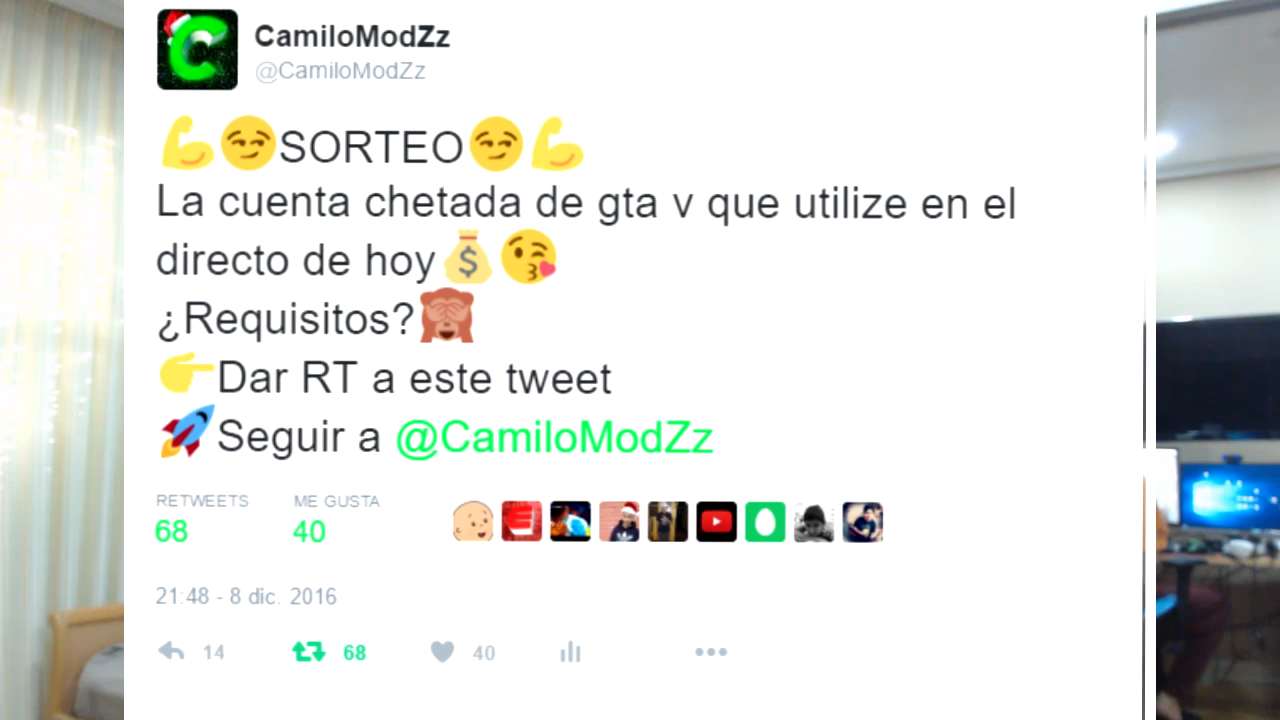 CamiloModZz
@CamiloModZz
💪😏SORTEO😏💪
La cuenta chetada de gta v que utilize en el
directo de hoy💰😘
¿Requisitos?🙈
👉Dar RT a este tweet
🚀Seguir a @CamiloModZz
RETWEETS ME GUSTA
68 40
21:48 - 8 dic. 2016
14 68 40